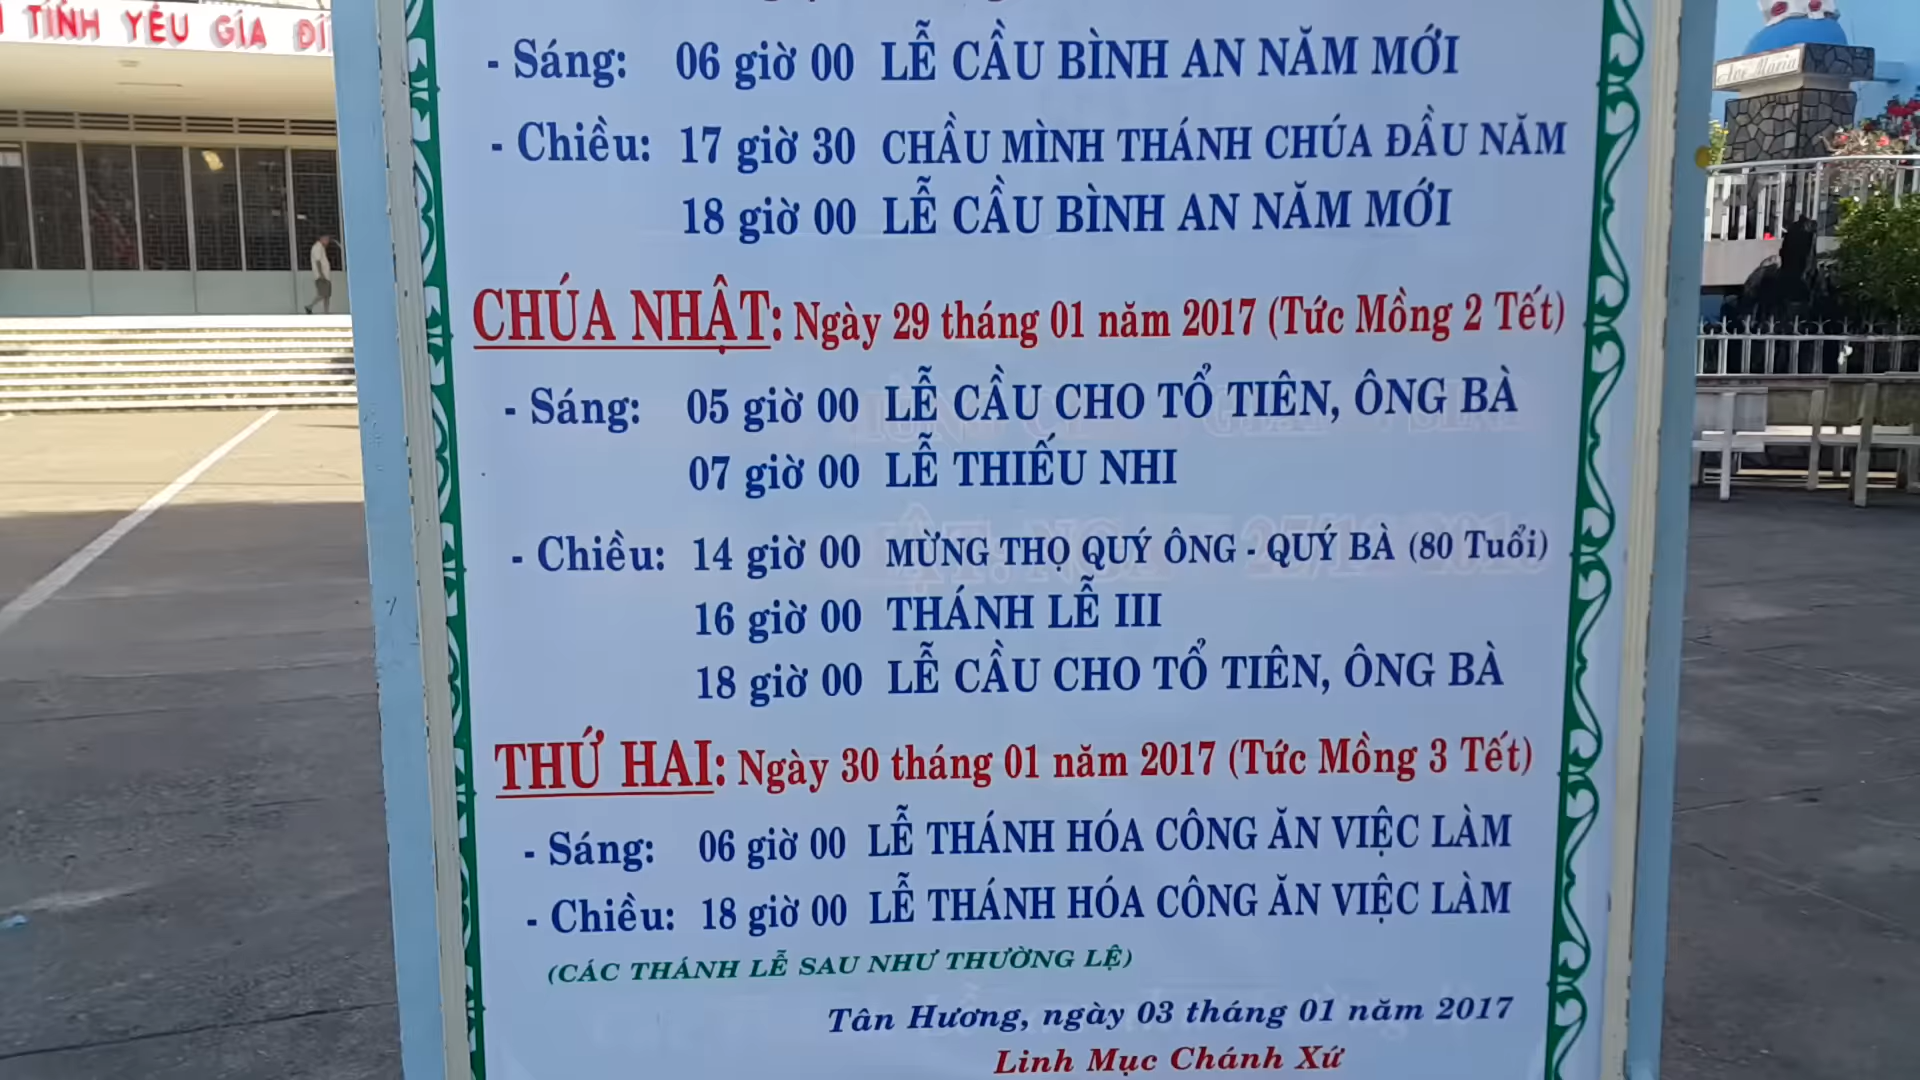 TÌNH YÊU GIA ĐÌ
- Sáng: 06 giờ 00 LỄ CẦU BÌNH AN NĂM MỚI
- Chiều: 17 giờ 30 CHẦU MÌNH THÁNH CHÚA ĐẦU NĂM
18 giờ 00 LỄ CẦU BÌNH AN NĂM MỚI
CHÚA NHẬT: Ngày 29 tháng 01 năm 2017 (Tức Mồng 2 Tết)
- Sáng: 05 giờ 00 LỄ CẦU CHO TỔ TIÊN, ÔNG BÀ
07 giờ 00 LỄ THIẾU NHI
- Chiều: 14 giờ 00 MỪNG THỌ QUÝ ÔNG - QUÝ BÀ (80 Tuổi)
16 giờ 00 THÁNH LỄ III
18 giờ 00 LỄ CẦU CHO TỔ TIÊN, ÔNG BÀ
THỨ HAI: Ngày 30 tháng 01 năm 2017 (Tức Mồng 3 Tết)
- Sáng: 06 giờ 00 LỄ THÁNH HÓA CÔNG ĂN VIỆC LÀM
- Chiều: 18 giờ 00 LỄ THÁNH HÓA CÔNG ĂN VIỆC LÀM
(CÁC THÁNH LỄ SAU NHƯ THƯỜNG LỆ)
Tân Hương, ngày 03 tháng 01 năm 2017
Linh Mục Chánh Xứ
Ave Maria